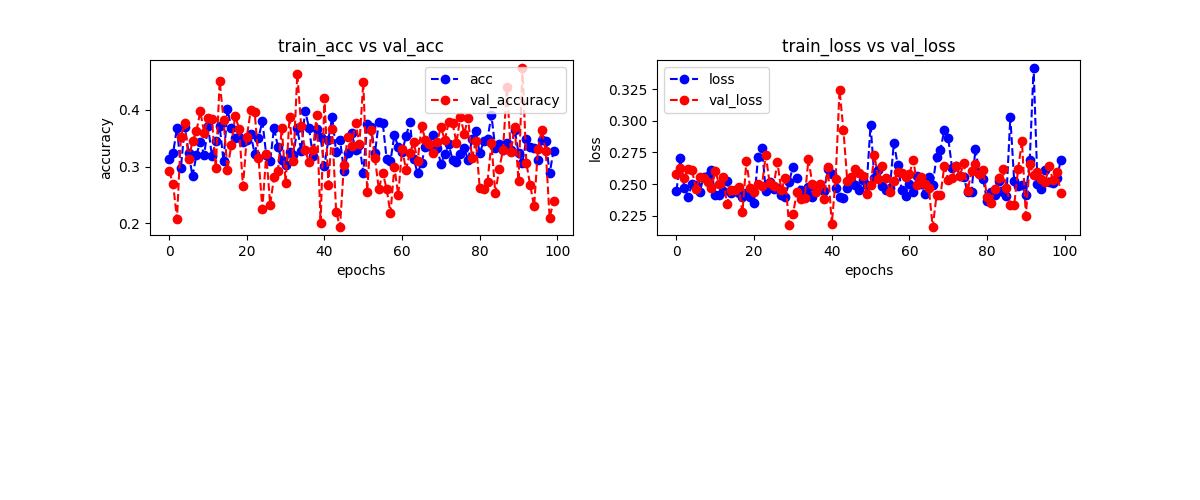 train_acc vs val_acc
accuracy
0.4
0.3
0.2
acc
val_accuracy
0
20
40
60
80
100
epochs
train_loss vs val_loss
loss
0.325
0.300
0.275
0.250
0.225
loss
val_loss
0
20
40
60
80
100
epochs